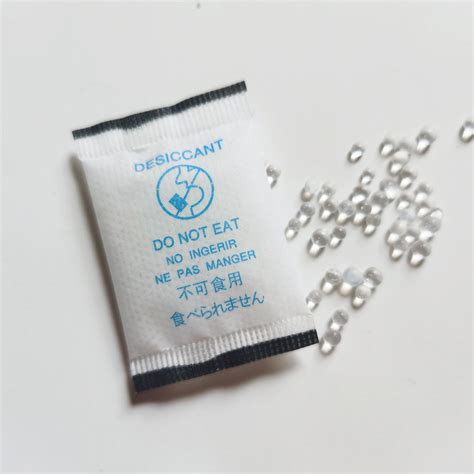 DESICCANT
DO NOT EAT
NO INGERIR
NE PAS MANGER
不可食用
食べられません